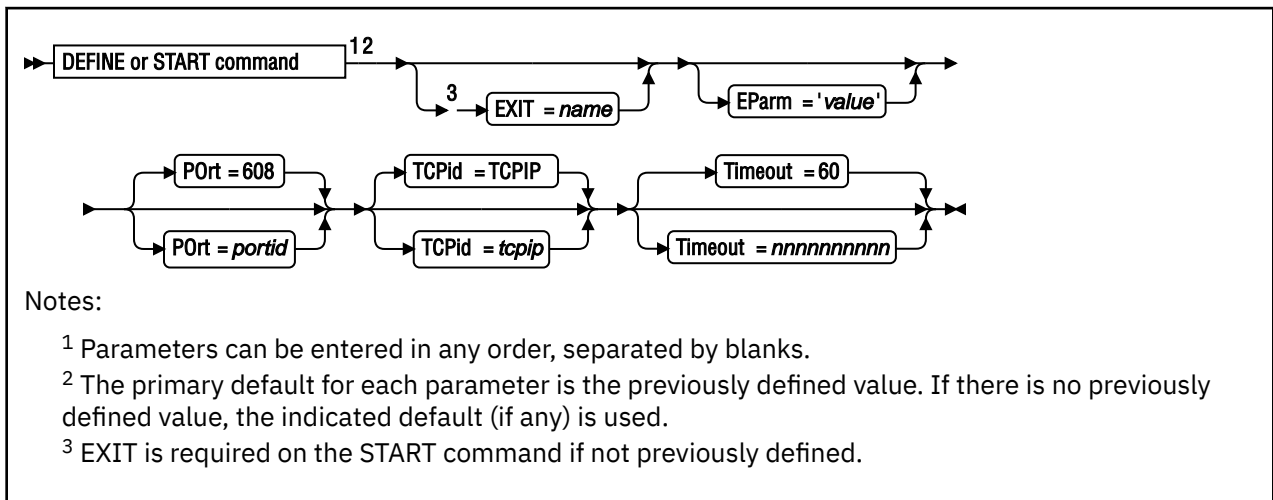 DEFINE or START command 1 2
3 EXIT = name
EParm = 'value'
POrt = 608
TCPid = TCPIP
Timeout = 60
POrt = portid
TCPid = tcpip
Timeout = nnnnnnnnnn
Notes:
1 Parameters can be entered in any order, separated by blanks.
2 The primary default for each parameter is the previously defined value. If there is no previously
defined value, the indicated default (if any) is used.
3 EXIT is required on the START command if not previously defined.